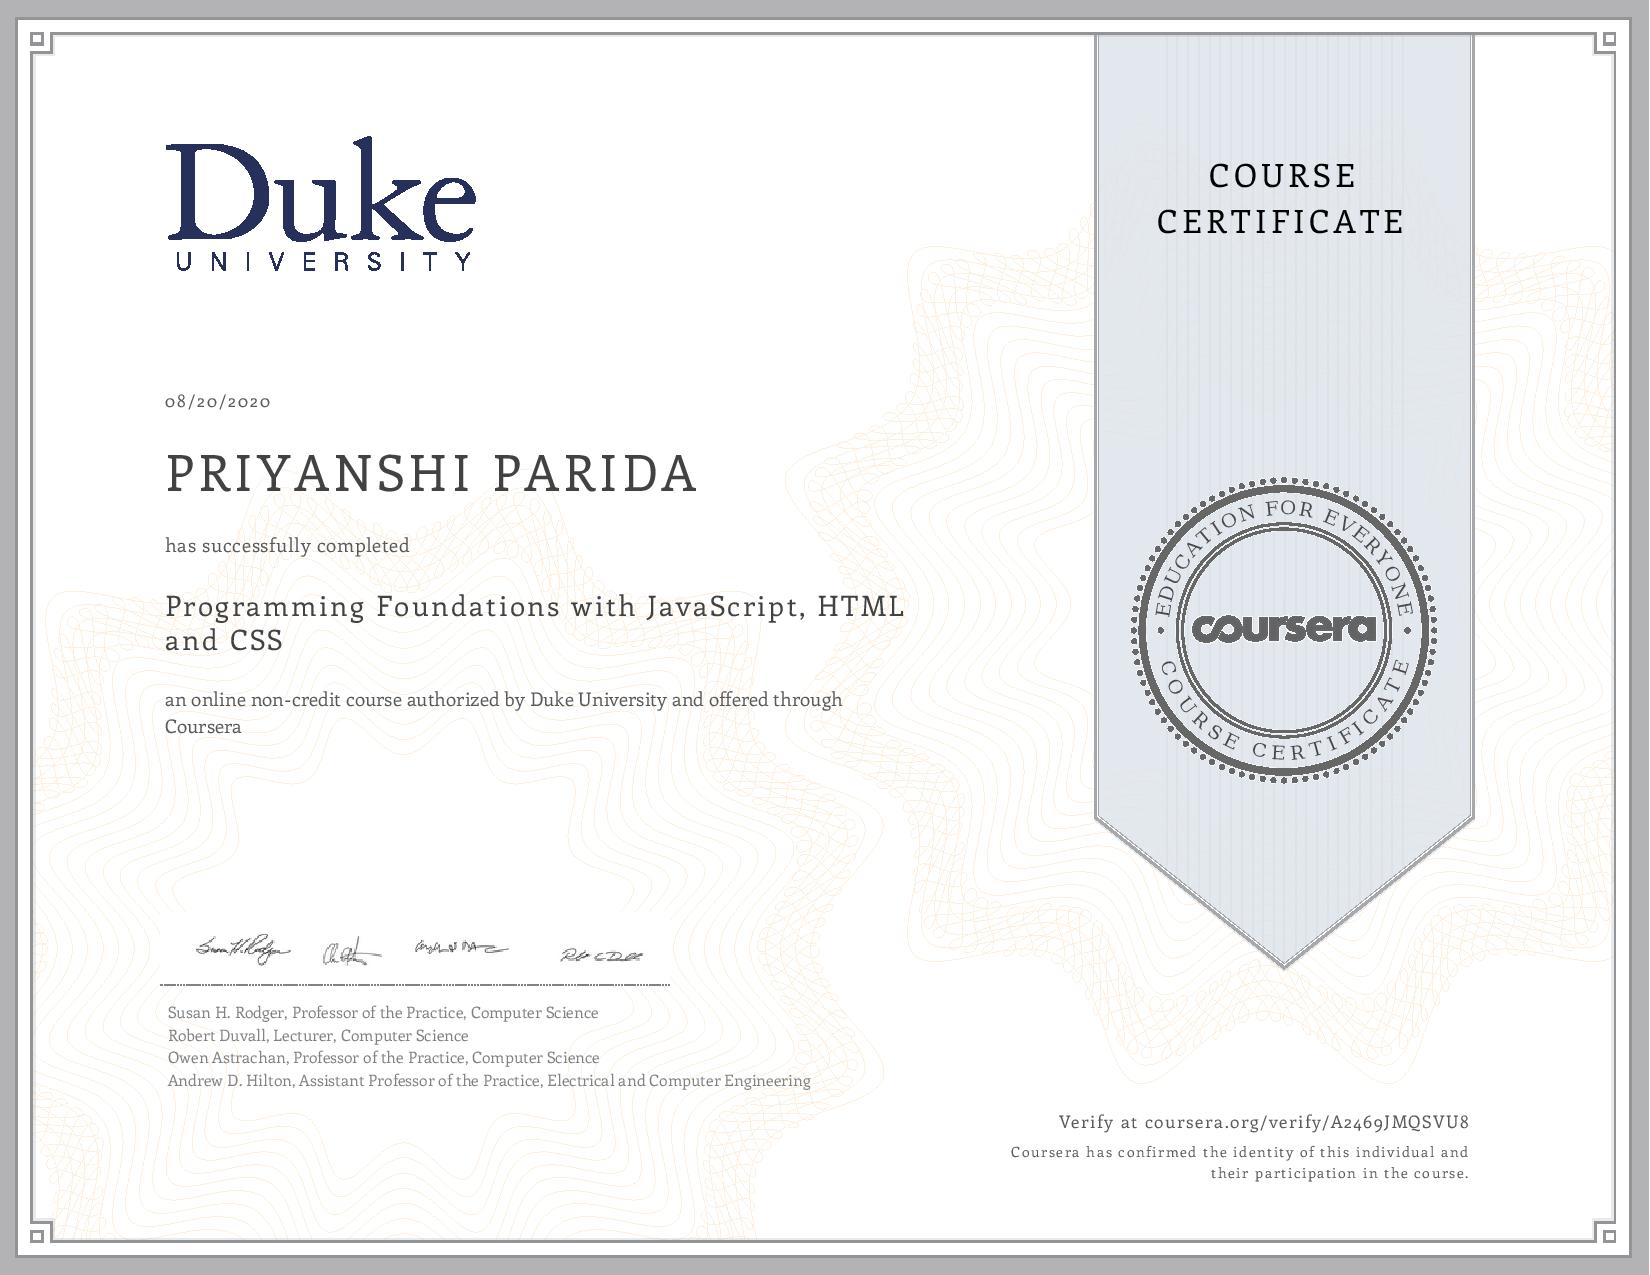 Duke
UNIVERSITY
COURSE
CERTIFICATE
08/20/2020
PRIYANSHI PARIDA
has successfully completed
Programming Foundations with JavaScript, HTML
and CSS
an online non-credit course authorized by Duke University and offered through
Coursera
EDUCATION FOR EVERYONE
coursera
COURSE CERTIFICATE
Susan H. Rodger, Professor of the Practice, Computer Science
Robert Duvall, Lecturer, Computer Science
Owen Astrachan, Professor of the Practice, Computer Science
Andrew D. Hilton, Assistant Professor of the Practice, Electrical and Computer Engineering
Verify at coursera.org/verify/A2469JMQSVU8
Coursera has confirmed the identity of this individual and
their participation in the course.